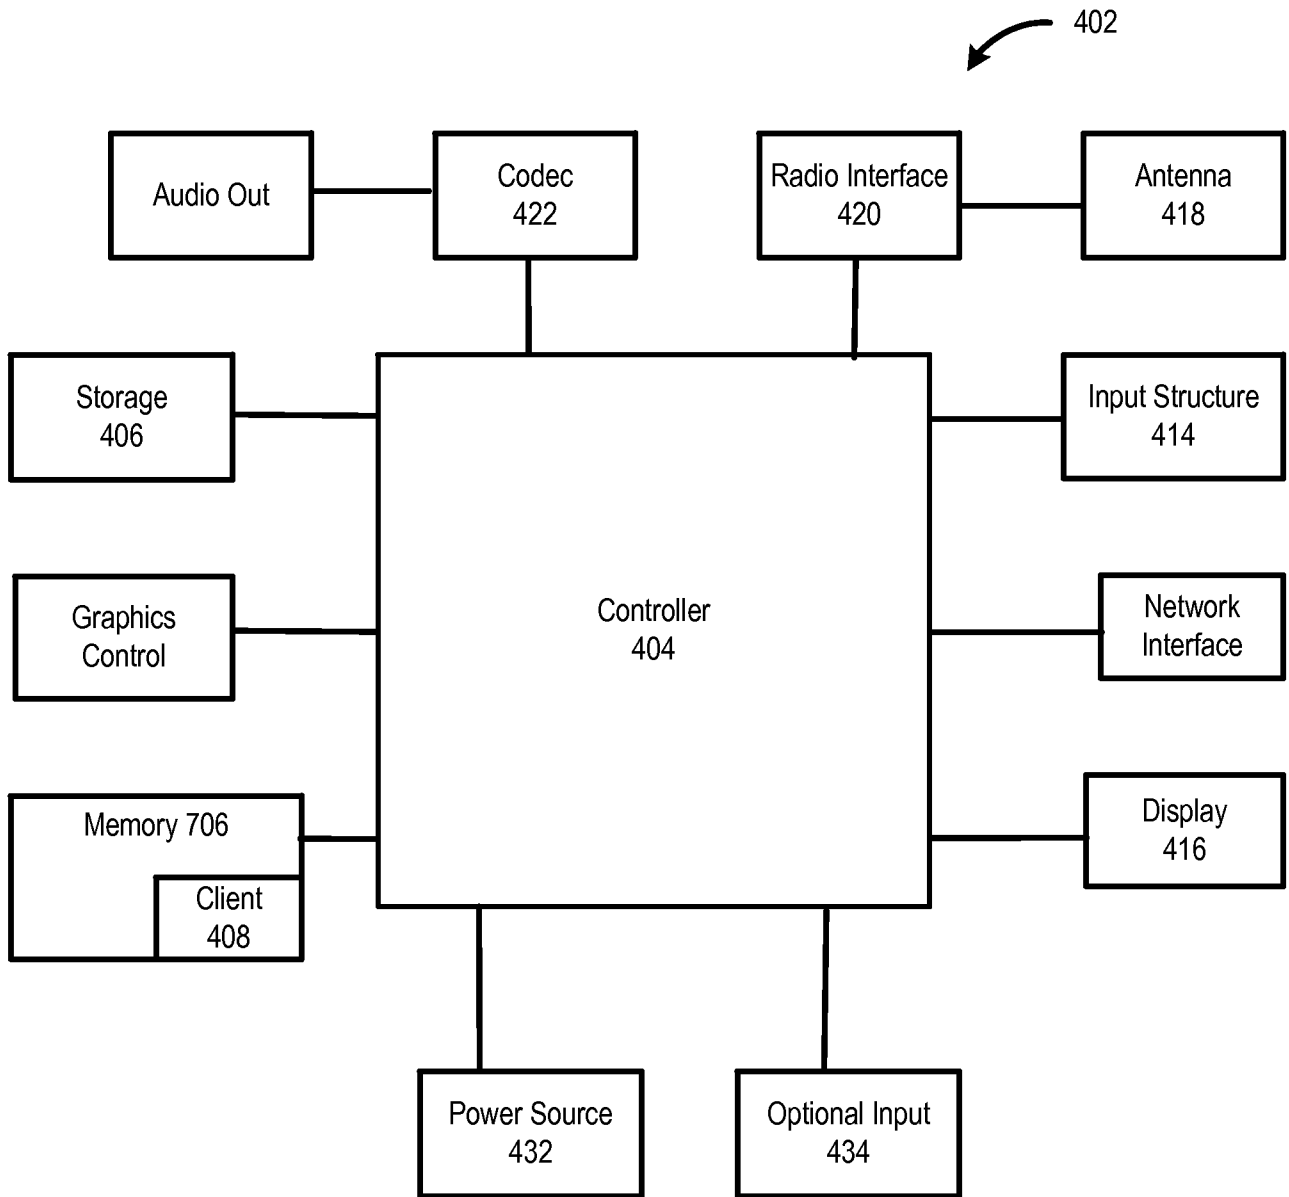 402
Audio Out
Codec
422
Radio Interface
420
Antenna
418
Storage
406
Input Structure
414
Graphics
Control
Controller
404
Network
Interface
Memory 706
Client
408
Display
416
Power Source
432
Optional Input
434